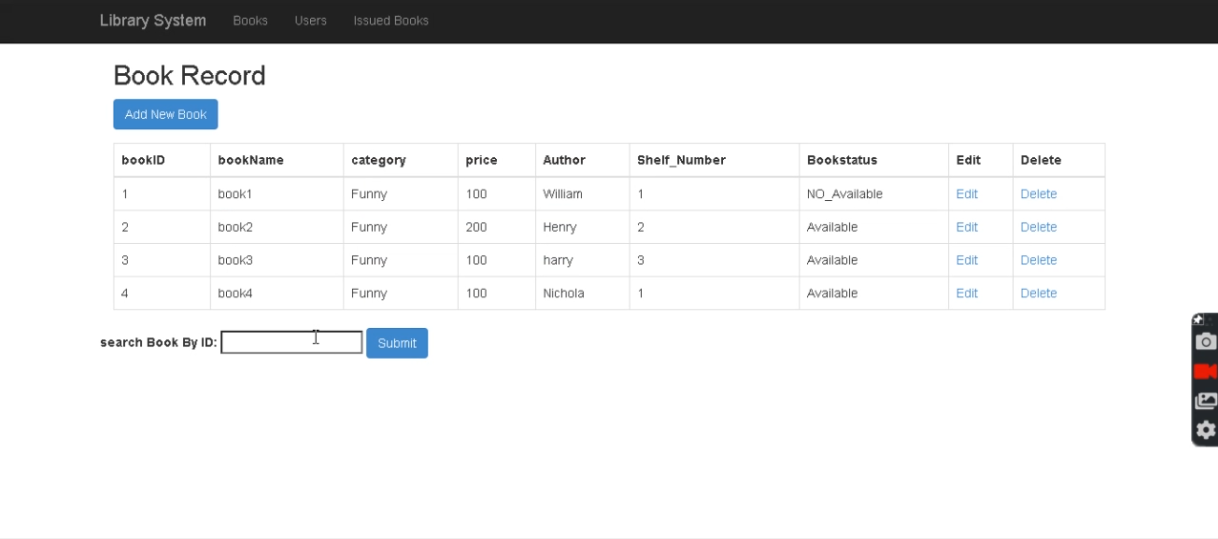 Library System Books Users Issued Books
Book Record
Add New Book
bookID bookName category price Author Shelf_Number Bookstatus Edit Delete
1 book1 Funny 100 William 1 NO_Available Edit Delete
2 book2 Funny 200 Henry 2 Available Edit Delete
3 book3 Funny 100 harry 3 Available Edit Delete
4 book4 Funny 100 Nichola 1 Available Edit Delete
search Book By ID: Submit